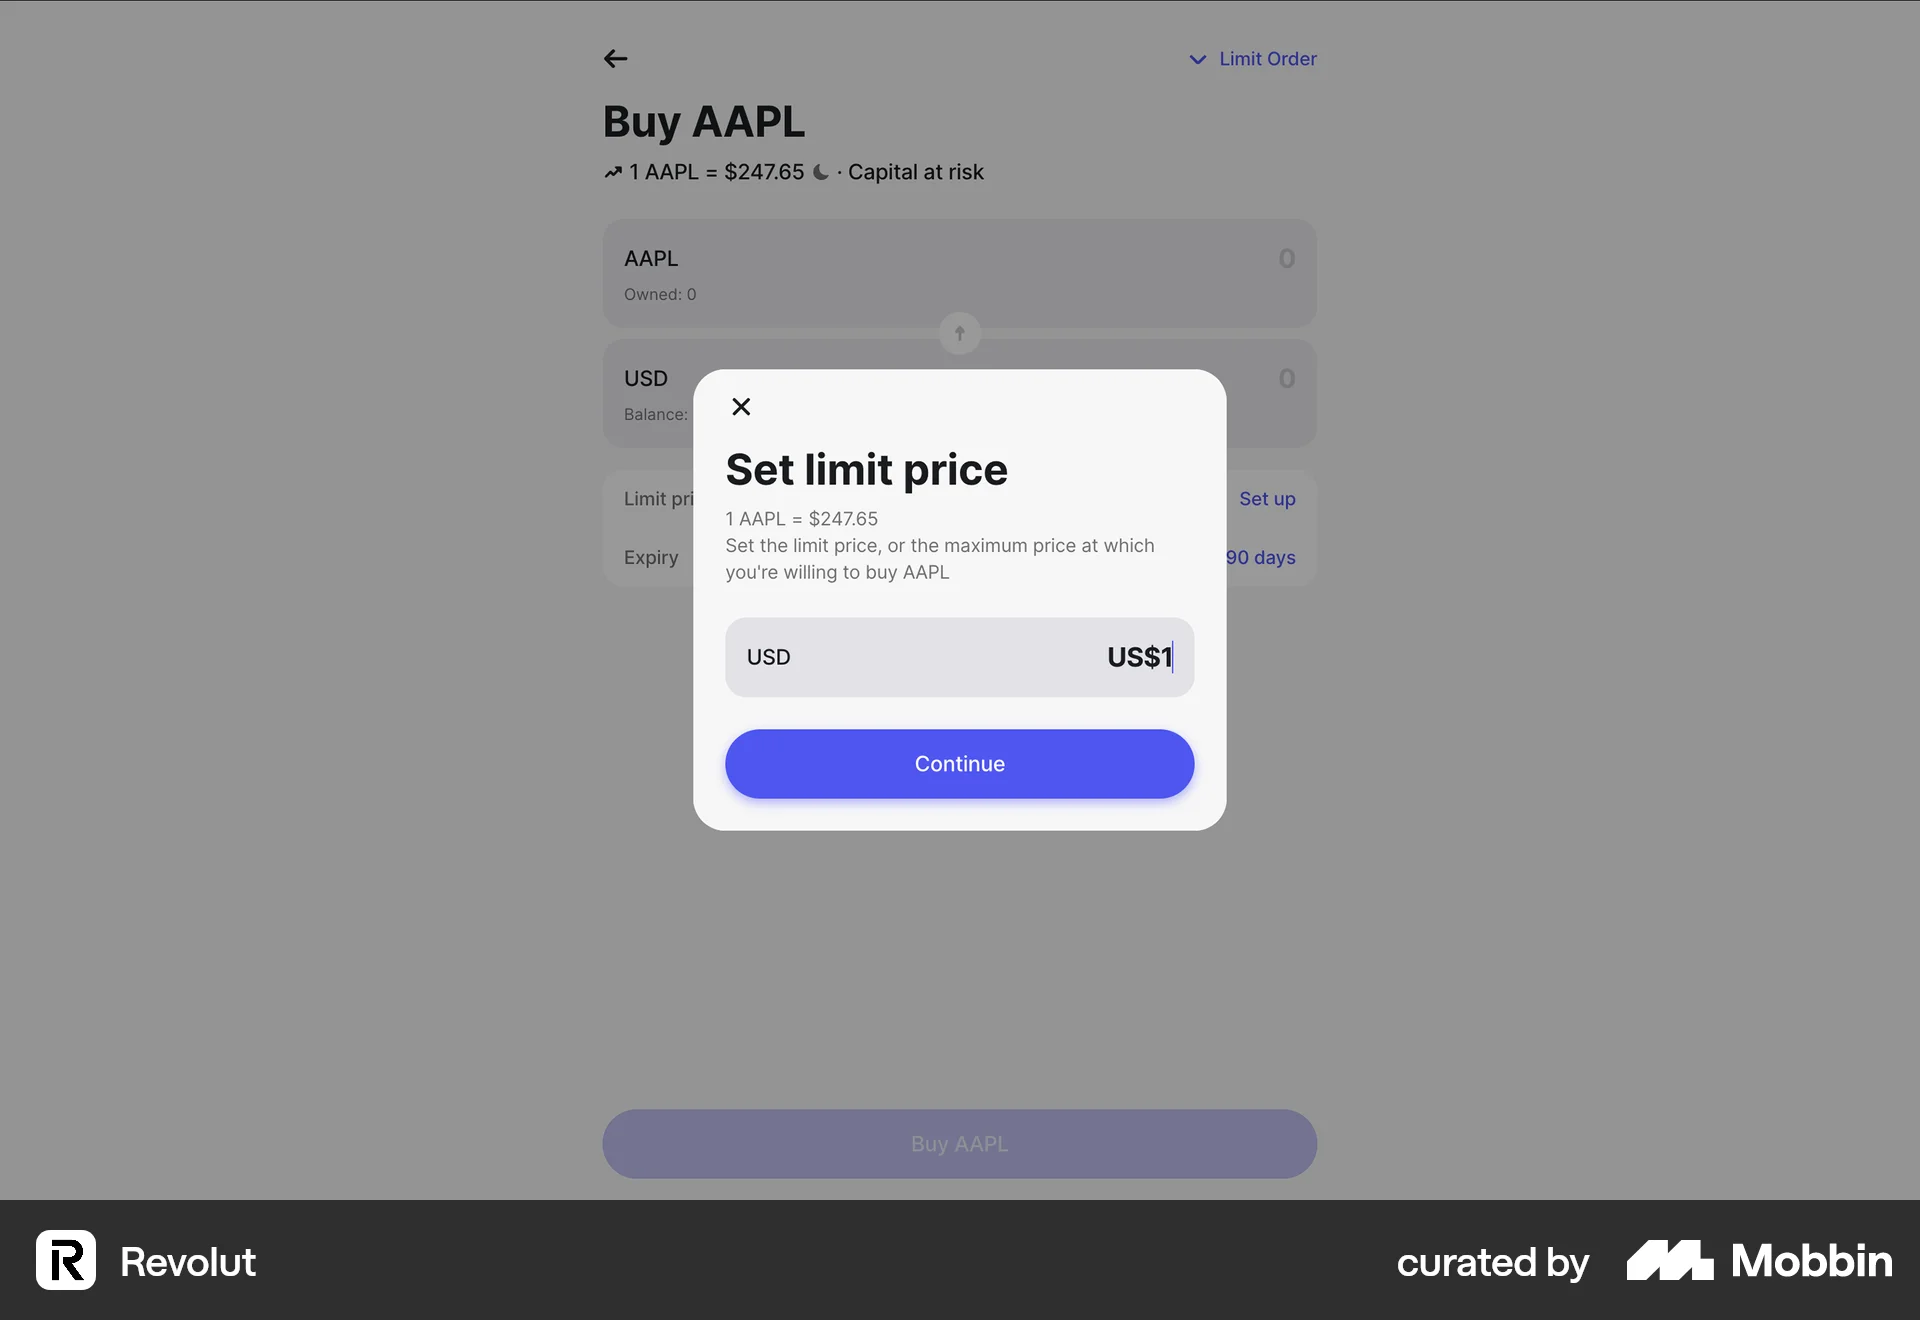 Limit Order
Buy AAPL
1 AAPL = $247.65 · Capital at risk
AAPL
0
Owned: 0
USD
0
Balance:
Set limit price
1 AAPL = $247.65
Set the limit price, or the maximum price at which
you're willing to buy AAPL
Limit pri
Set up
Expiry
90 days
USD
US$1
Continue
Buy AAPL
Revolut
curated by Mobbin